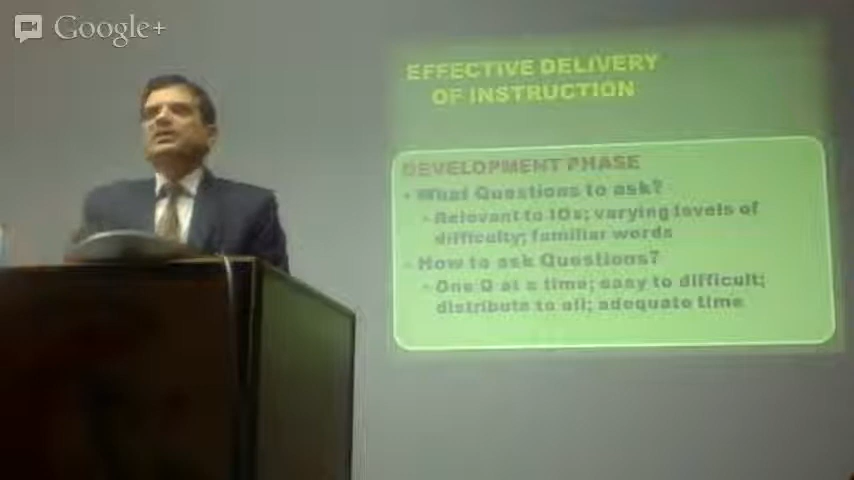 Google+
EFFECTIVE DELIVERY
OF INSTRUCTION
DEVELOPMENT PHASE
• What Questions to ask?
• Relevant to IOs; varying levels of
difficulty; familiar words
• How to ask Questions?
• One Q at a time; easy to difficult;
distribute to all; adequate time